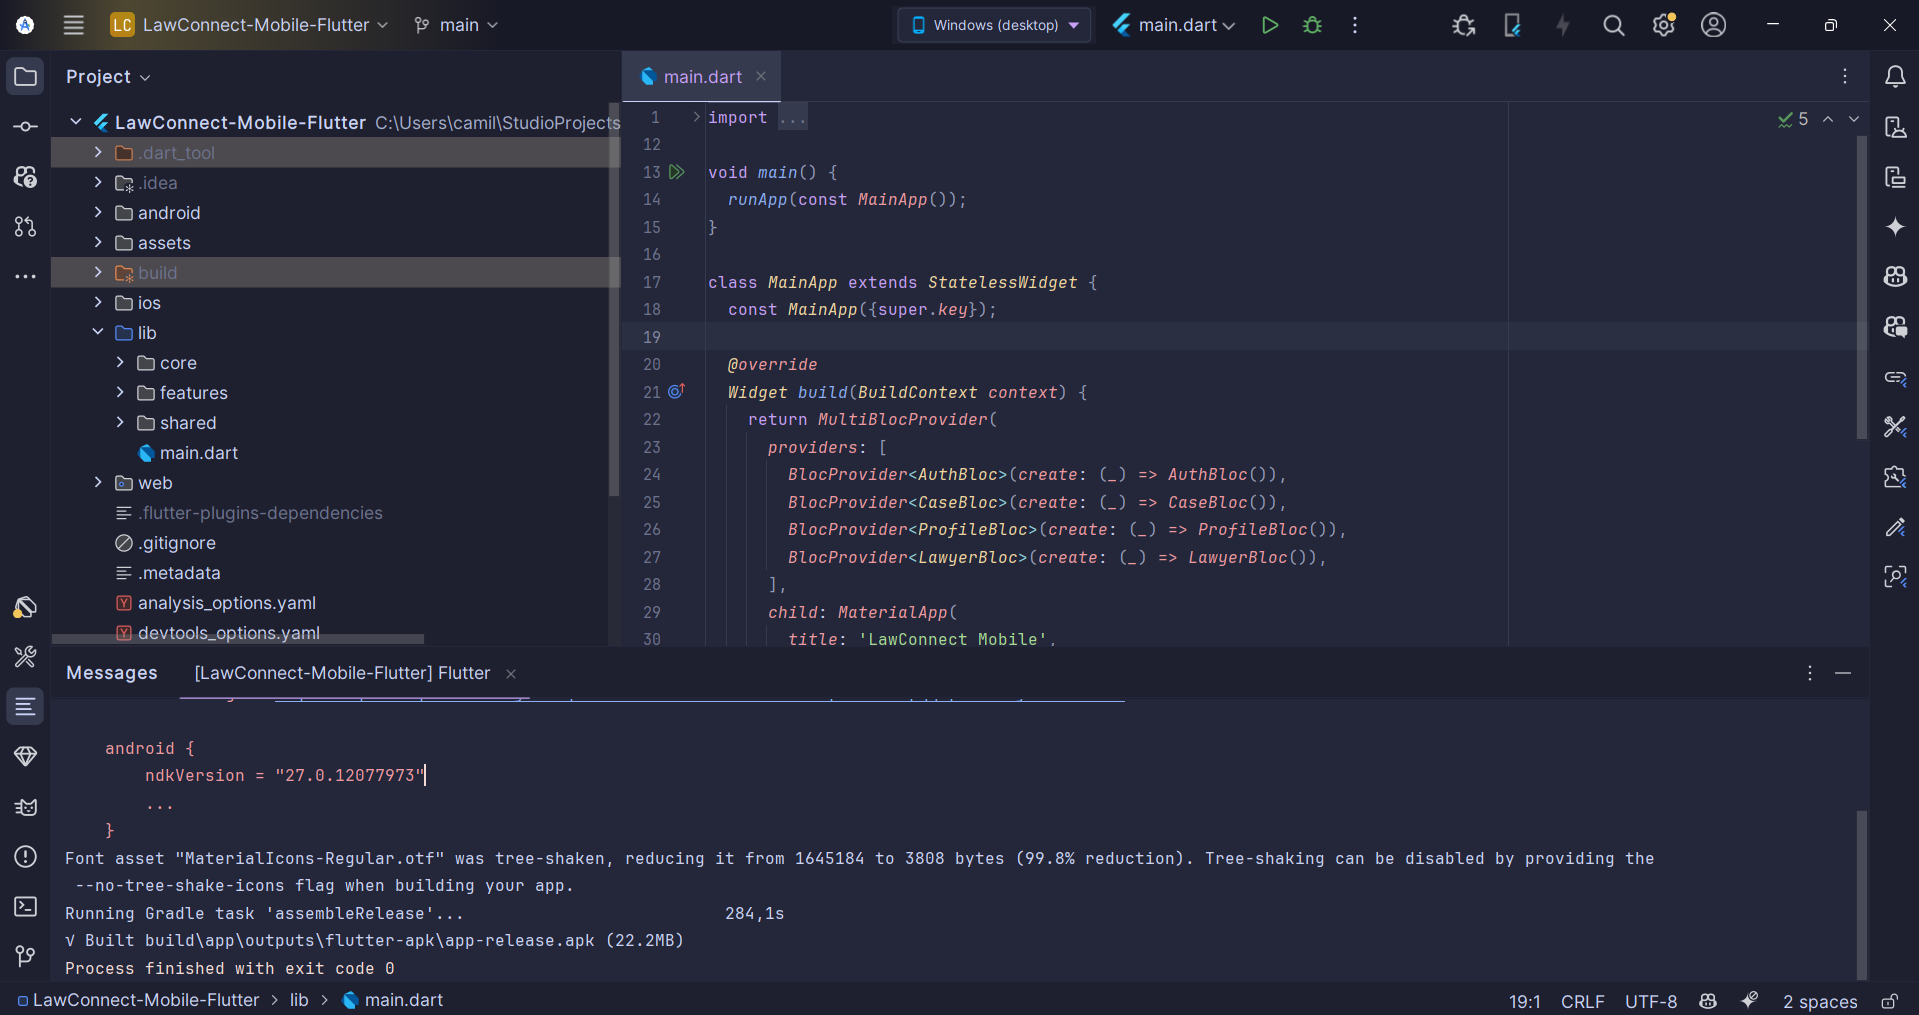 LC LawConnect-Mobile-Flutter main Windows (desktop) main.dart
Project
LawConnect-Mobile-Flutter C:\Users\camil\StudioProjects
.dart_tool
.idea
android
assets
build
ios
lib
core
features
shared
main.dart
web
.flutter-plugins-dependencies
.gitignore
.metadata
analysis_options.yaml
devtools_options.yaml
main.dart
5
1 import ...
12
13 void main() {
14 runApp(const MainApp());
15 }
16
17 class MainApp extends StatelessWidget {
18 const MainApp({super.key});
19
20 @override
21 Widget build(BuildContext context) {
22 return MultiBlocProvider(
23 providers: [
24 BlocProvider<AuthBloc>(create: (_) => AuthBloc()),
25 BlocProvider<CaseBloc>(create: (_) => CaseBloc()),
26 BlocProvider<ProfileBloc>(create: (_) => ProfileBloc()),
27 BlocProvider<LawyerBloc>(create: (_) => LawyerBloc()),
28 ],
29 child: MaterialApp(
30 title: 'LawConnect Mobile',
Messages [LawConnect-Mobile-Flutter] Flutter
android {
ndkVersion = "27.0.12077973"
...
}
Font asset "MaterialIcons-Regular.otf" was tree-shaken, reducing it from 1645184 to 3808 bytes (99.8% reduction). Tree-shaking can be disabled by providing the
--no-tree-shake-icons flag when building your app.
Running Gradle task 'assembleRelease'... 284,1s
√ Built build\app\outputs\flutter-apk\app-release.apk (22.2MB)
Process finished with exit code 0
LawConnect-Mobile-Flutter > lib > main.dart
19:1 CRLF UTF-8 2 spaces